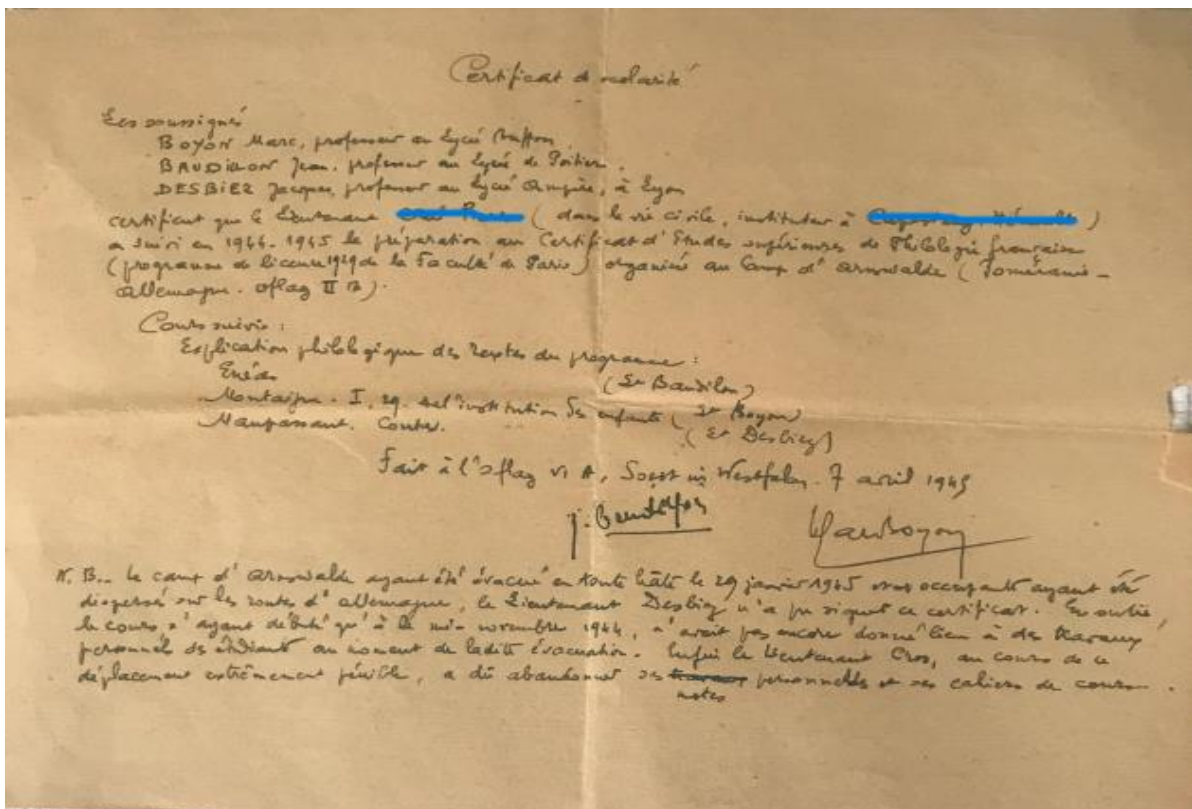 Certificat de scolarité
Les soussignés
BOYON Marc, professeur au Lycée Buffon,
BAUDILLON Jean, professeur au Lycée de Poitiers,
DESBIEZ Jacques, professeur au Lycée Ampère, à Lyon
certifient que le Lieutenant ( dans la vie civile, instituteur à )
a suivi en 1944-1945 la préparation au Certificat d'Études supérieures de Philologie française
(programme de licence 1929 de la Faculté de Paris) organisée au Camp d'Arnswalde (Poméranie -
Allemagne. Oflag II B).
Cours suivis :
Explication philologique des textes du programme :
Enéas (Lt Baudillon)
Montaigne. I, 29. de l'institution des enfants (Lt Boyon)
Maupassant. Contes. (Lt Desbiez)
Fait à l'Oflag VI A, Soest in Westfalen. 7 avril 1945
J. Baudillon
Marc Boyon
N.B.. Le camp d'Arnswalde ayant été évacué en toute hâte le 29 janvier 1945 et ses occupants ayant été
dispersés sur les routes d'Allemagne, le Lieutenant Desbiez n'a pu signer ce certificat. En outre,
le cours n'ayant débuté qu'à la mi-novembre 1944, n'avait pas encore donné lieu à des travaux
personnels des étudiants au moment de ladite évacuation. Enfin le Lieutenant Cros, au cours de ce
déplacement extrêmement pénible, a dû abandonner ses travaux personnels et ses cahiers de cours.
notes